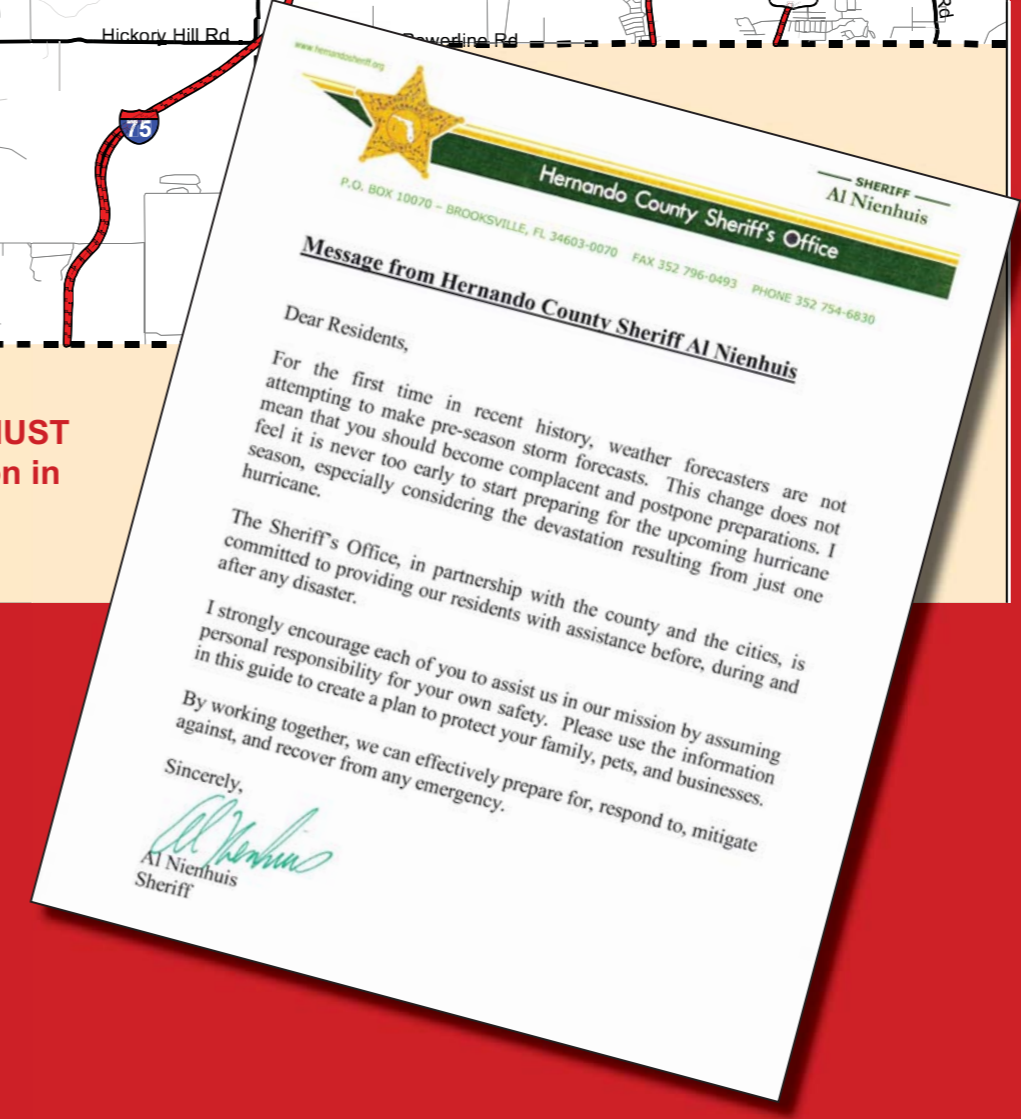 Hickory Hill Rd
Powerline Rd
Rd
75
MUST
n in
www.hernandosheriff.org
Hernando County Sheriff's Office
SHERIFF
Al Nienhuis
P.O. BOX 10070 – BROOKSVILLE, FL 34603-0070 FAX 352 796-0493 PHONE 352 754-6830
Message from Hernando County Sheriff Al Nienhuis
Dear Residents,
For the first time in recent history, weather forecasters are not
attempting to make pre-season storm forecasts. This change does not
mean that you should become complacent and postpone preparations. I
feel it is never too early to start preparing for the upcoming hurricane
season, especially considering the devastation resulting from just one
hurricane.
The Sheriff's Office, in partnership with the county and the cities, is
committed to providing our residents with assistance before, during and
after any disaster.
I strongly encourage each of you to assist us in our mission by assuming
personal responsibility for your own safety. Please use the information
in this guide to create a plan to protect your family, pets, and businesses.
By working together, we can effectively prepare for, respond to, mitigate
against, and recover from any emergency.
Sincerely,
Al Nienhuis
Al Nienhuis
Sheriff